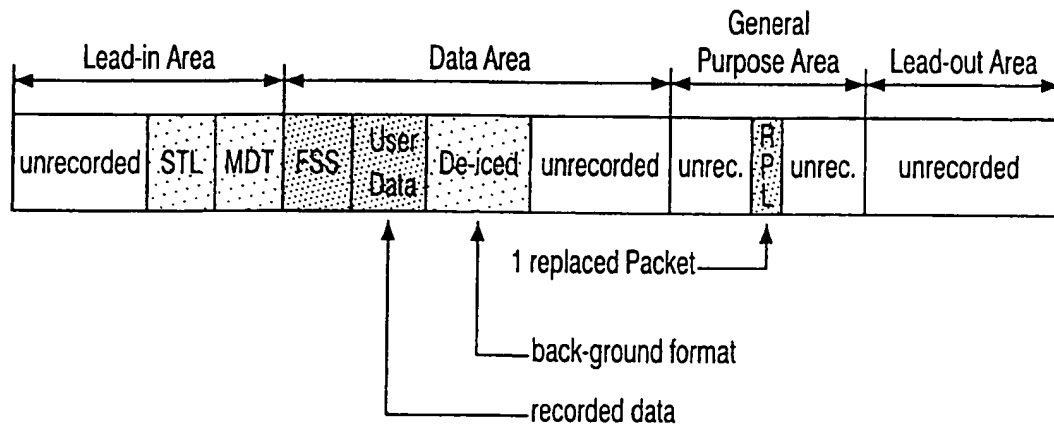 General
Lead-in Area
Data Area
Purpose Area
Lead-out Area
unrecorded
STL
MDT
FSS
User
Data
De-iced
unrecorded
unrec.
R
P
L
unrec.
unrecorded
1 replaced Packet
back-ground format
recorded data